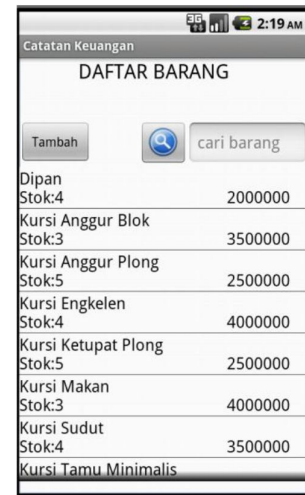 3G 2:19 AM
Catatan Keuangan
DAFTAR BARANG
Tambah cari barang
Dipan
Stok:4 2000000
Kursi Anggur Blok
Stok:3 3500000
Kursi Anggur Plong
Stok:5 2500000
Kursi Engkelen
Stok:4 4000000
Kursi Ketupat Plong
Stok:5 2500000
Kursi Makan
Stok:3 4000000
Kursi Sudut
Stok:4 3500000
Kursi Tamu Minimalis